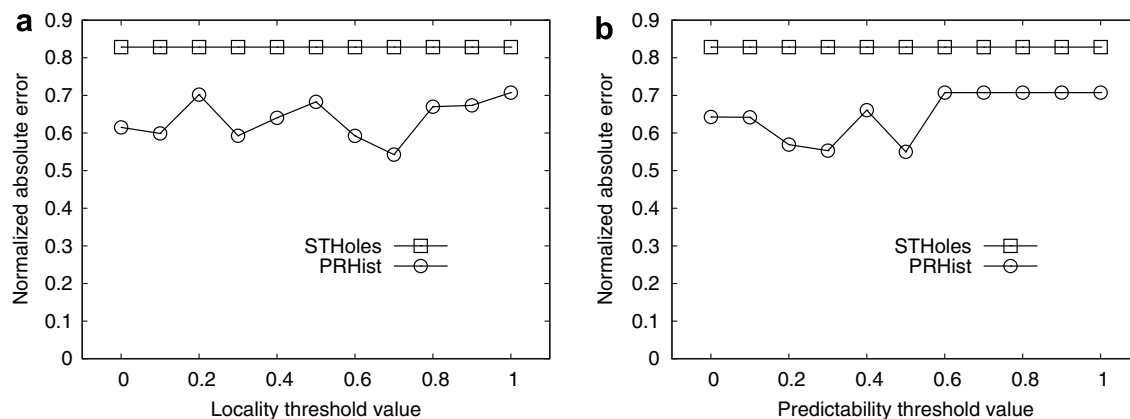 a
Normalized absolute error
0.9
0.8
0.7
0.6
0.5
0.4
0.3
0.2
0.1
0
STHoles
PRHist
0 0.2 0.4 0.6 0.8 1
Locality threshold value
b
Normalized absolute error
0.9
0.8
0.7
0.6
0.5
0.4
0.3
0.2
0.1
0
STHoles
PRHist
0 0.2 0.4 0.6 0.8 1
Predictability threshold value